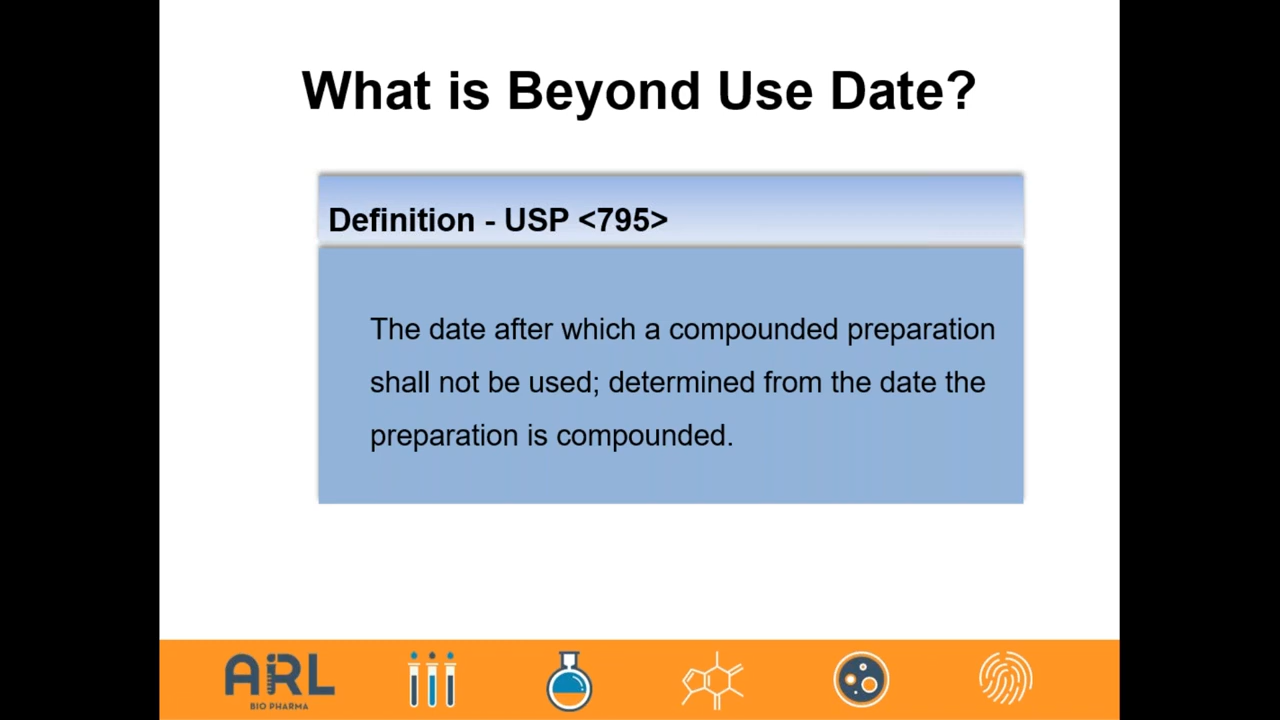 What is Beyond Use Date?
Definition - USP <795>
The date after which a compounded preparation
shall not be used; determined from the date the
preparation is compounded.
ARL
BIO PHARMA